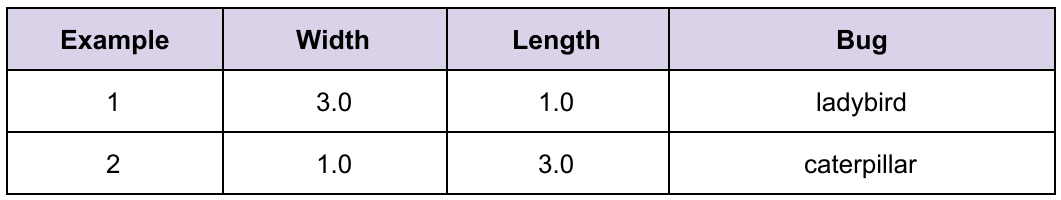 Example Width Length Bug
1 3.0 1.0 ladybird
2 1.0 3.0 caterpillar